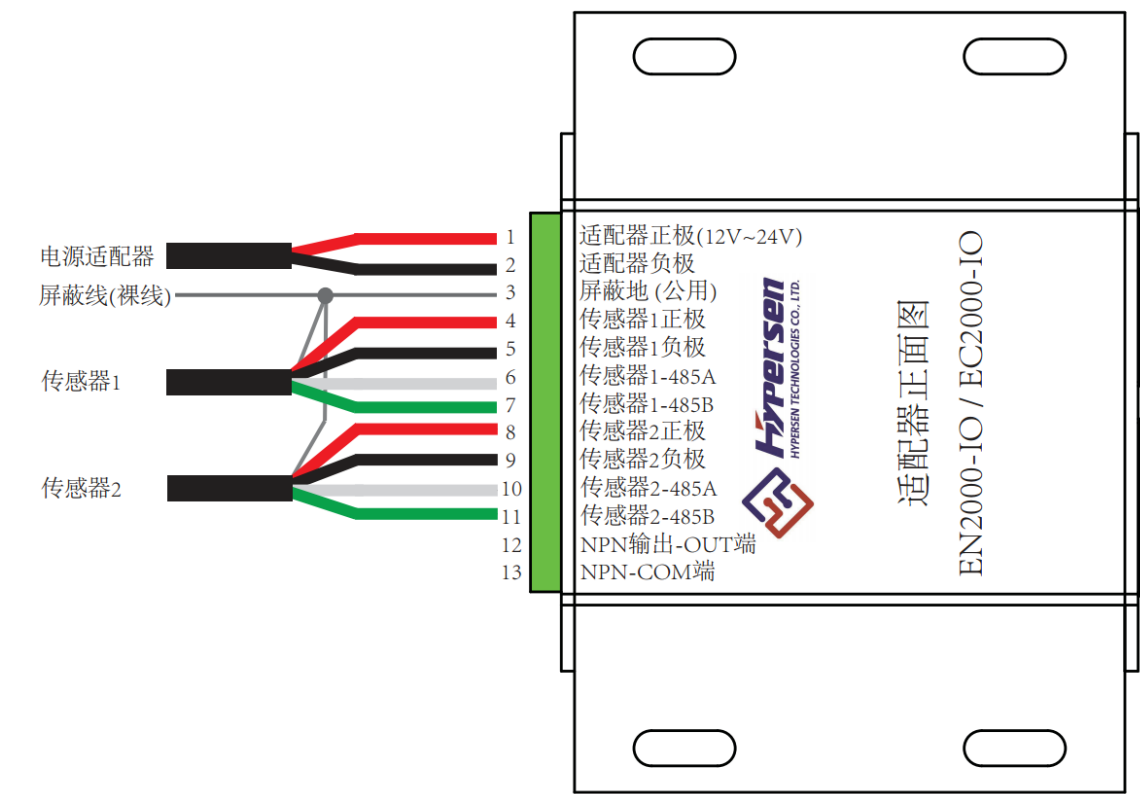 电源适配器
屏蔽线(裸线)
传感器1
传感器2
1
2
3
4
5
6
7
8
9
10
11
12
13
适配器正极(12V~24V)
适配器负极
屏蔽地 (公用)
传感器1正极
传感器1负极
传感器1-485A
传感器1-485B
传感器2正极
传感器2负极
传感器2-485A
传感器2-485B
NPN输出-OUT端
NPN-COM端
Hypersen
HYPERSEN TECHNOLOGIES CO., LTD.
适配器正面图
EN2000-IO / EC2000-IO